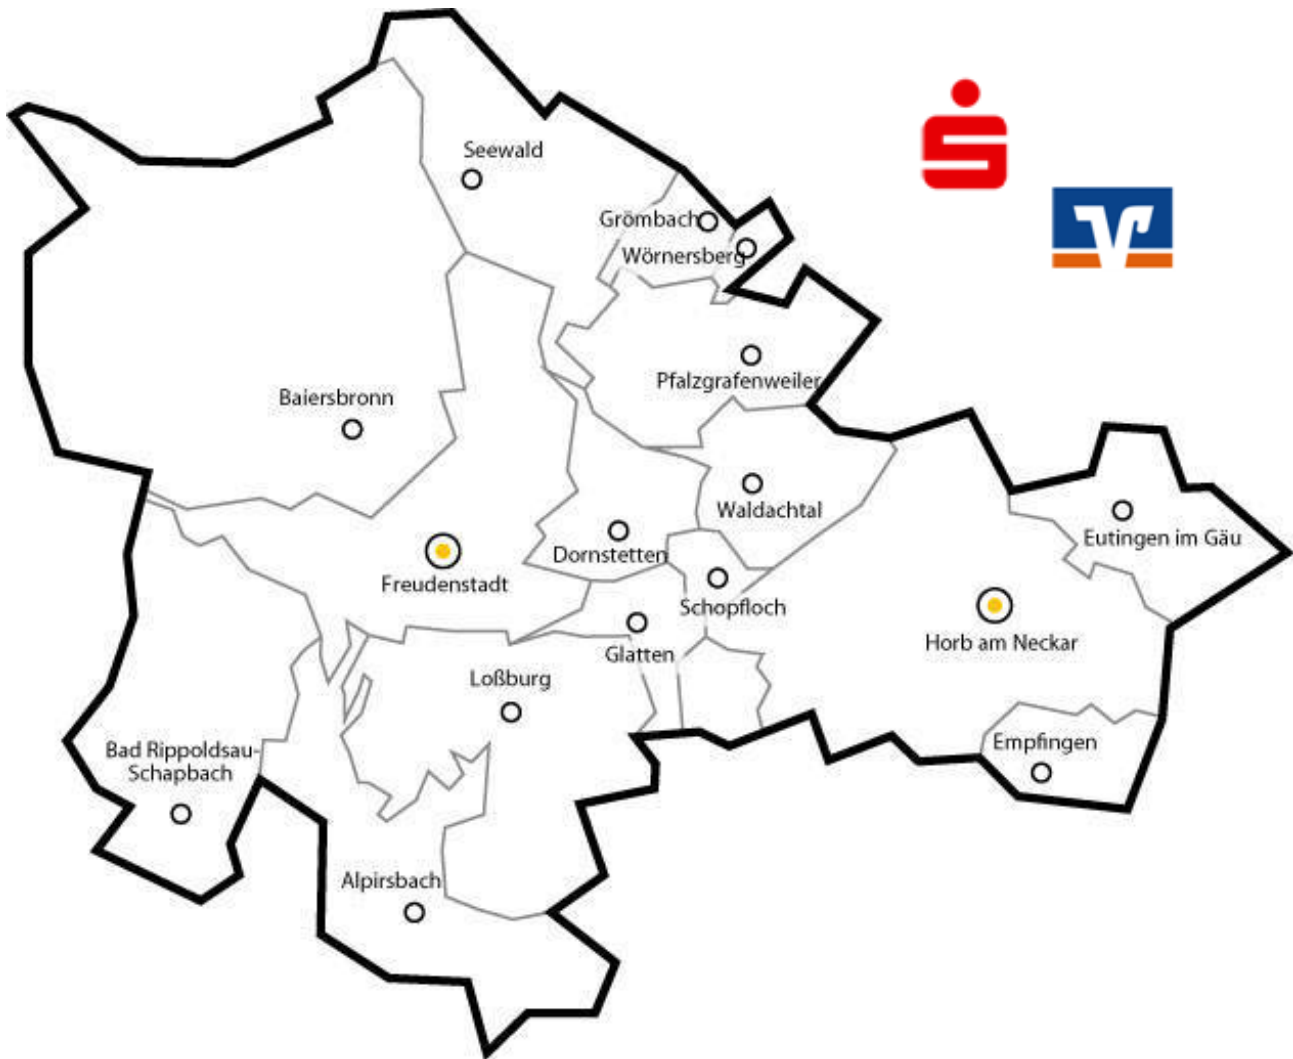 Seewald
Grömbach
Wörnersberg
Pfalzgrafenweiler
Baiersbronn
Waldachtal
Eutingen im Gäu
Dornstetten
Freudenstadt
Schopfloch
Horb am Neckar
Glatten
Loßburg
Bad Rippoldsau-
Schapbach
Empfingen
Alpirsbach